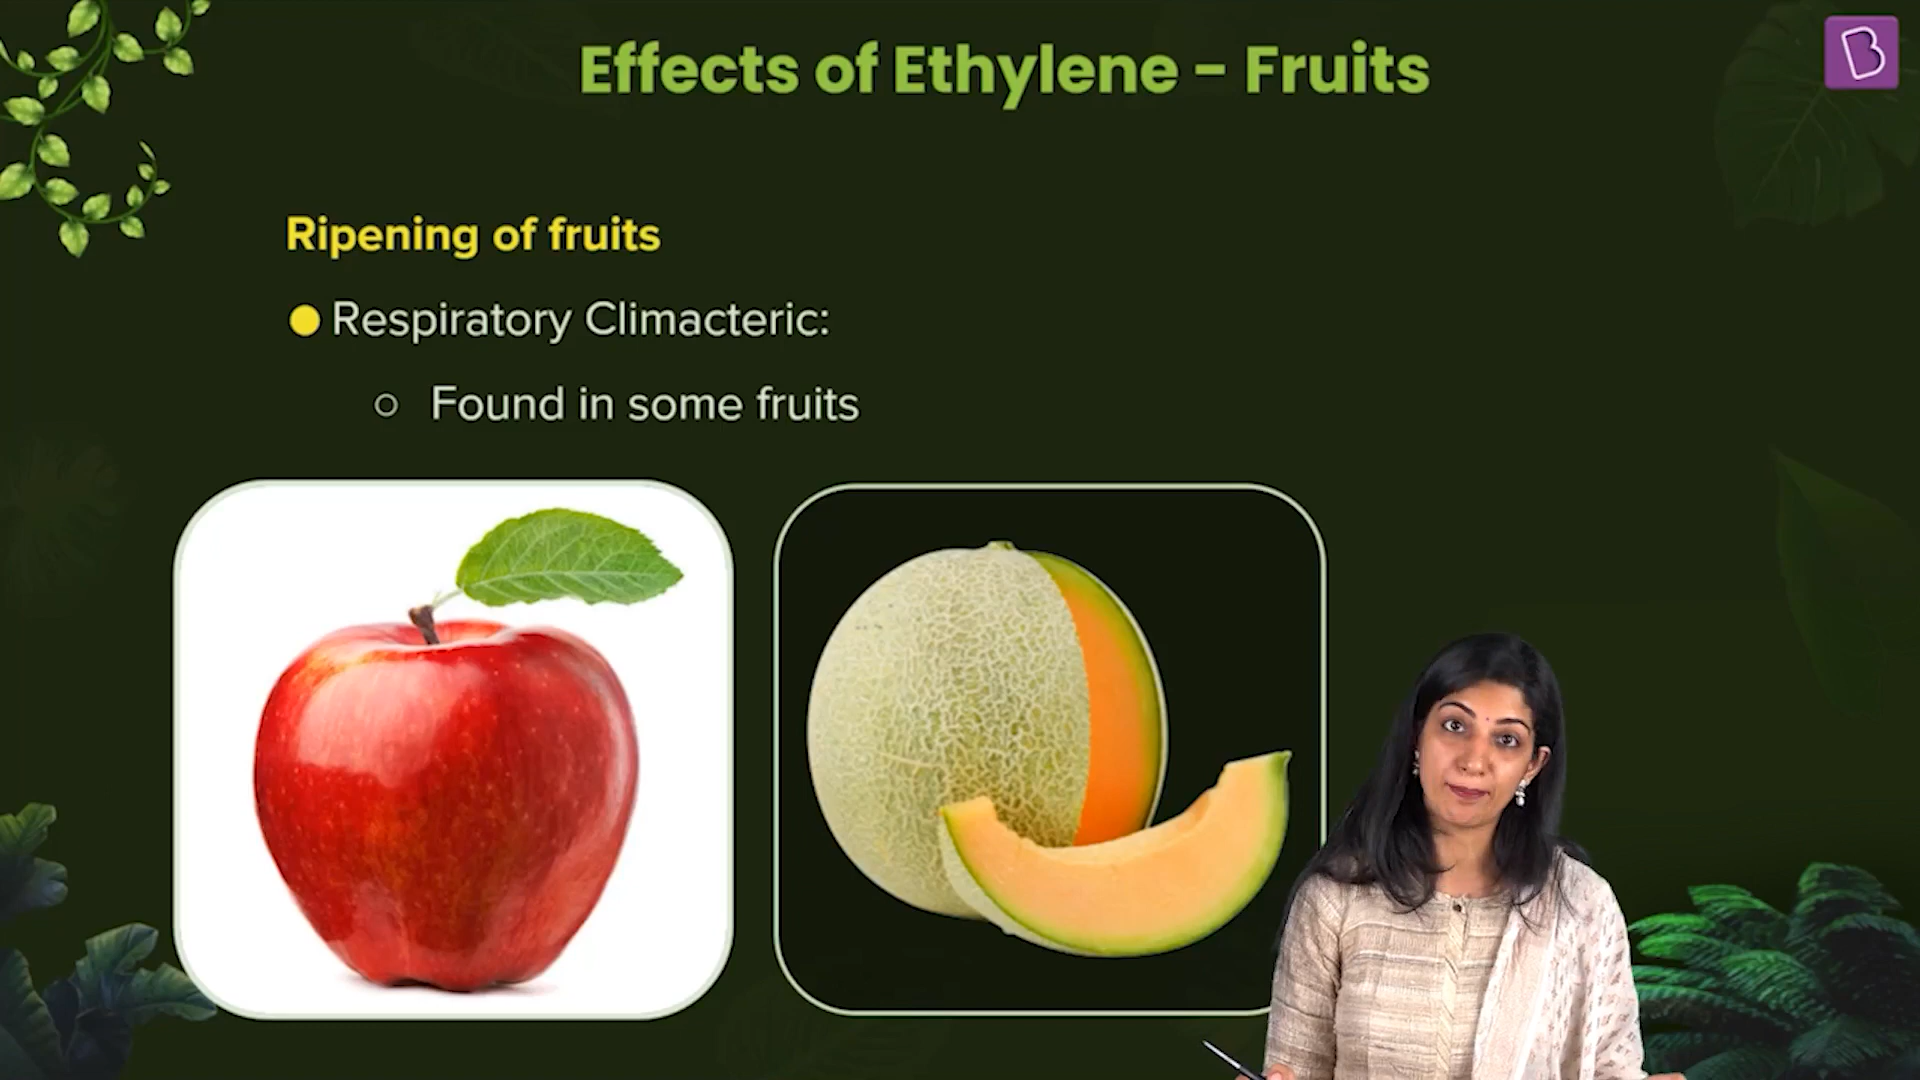 Effects of Ethylene - Fruits
Ripening of fruits
Respiratory Climacteric:
Found in some fruits